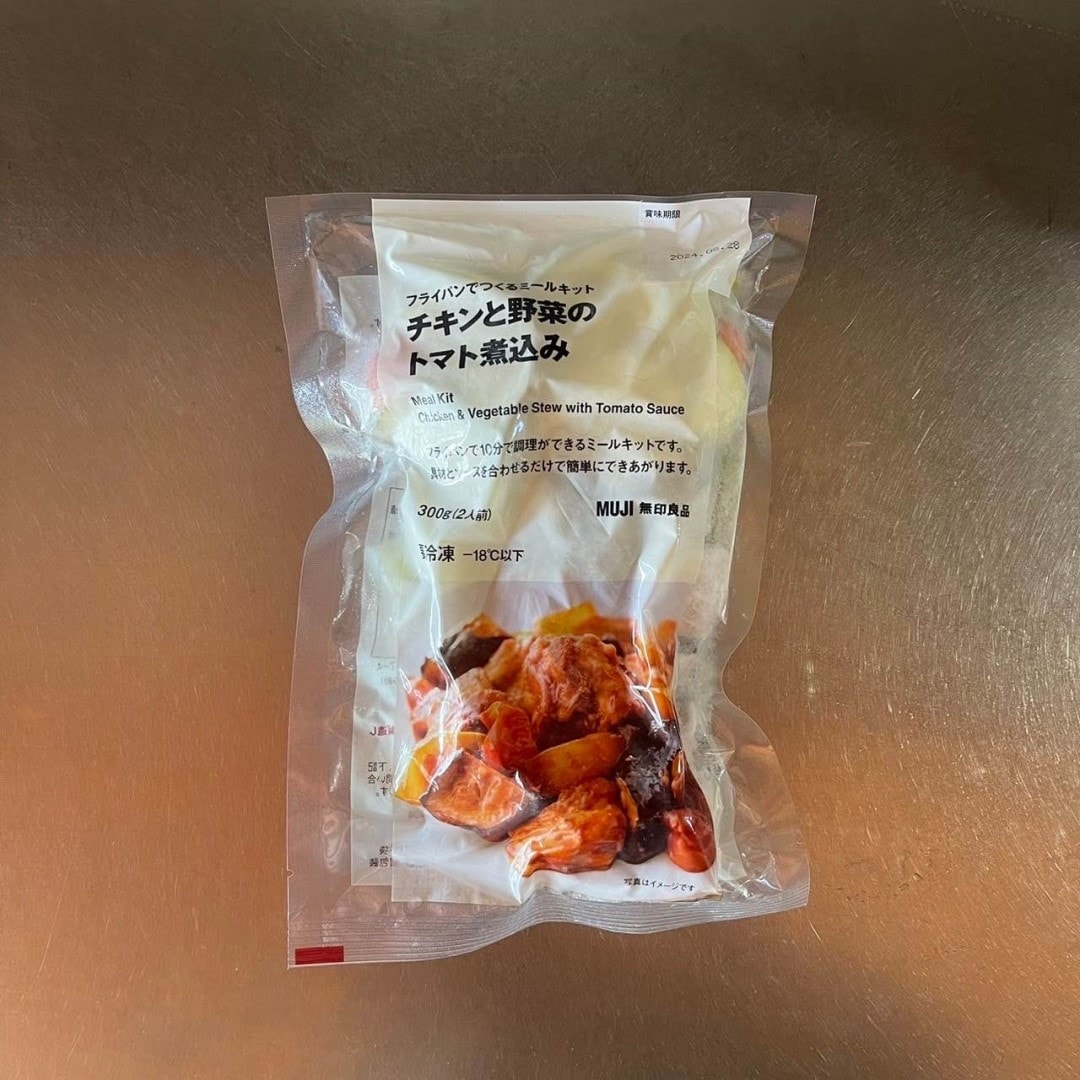 賞味期限
フライパンでつくるミールキット
チキンと野菜の
トマト煮込み
Meal Kit
Chicken & Vegetable Stew with Tomato Sauce
フライパンで10分で調理ができるミールキットです。
具材とソースを合わせるだけで簡単にできあがります。
300g(2人前)
MUJI 無印良品
冷凍 −18℃以下
写真はイメージです